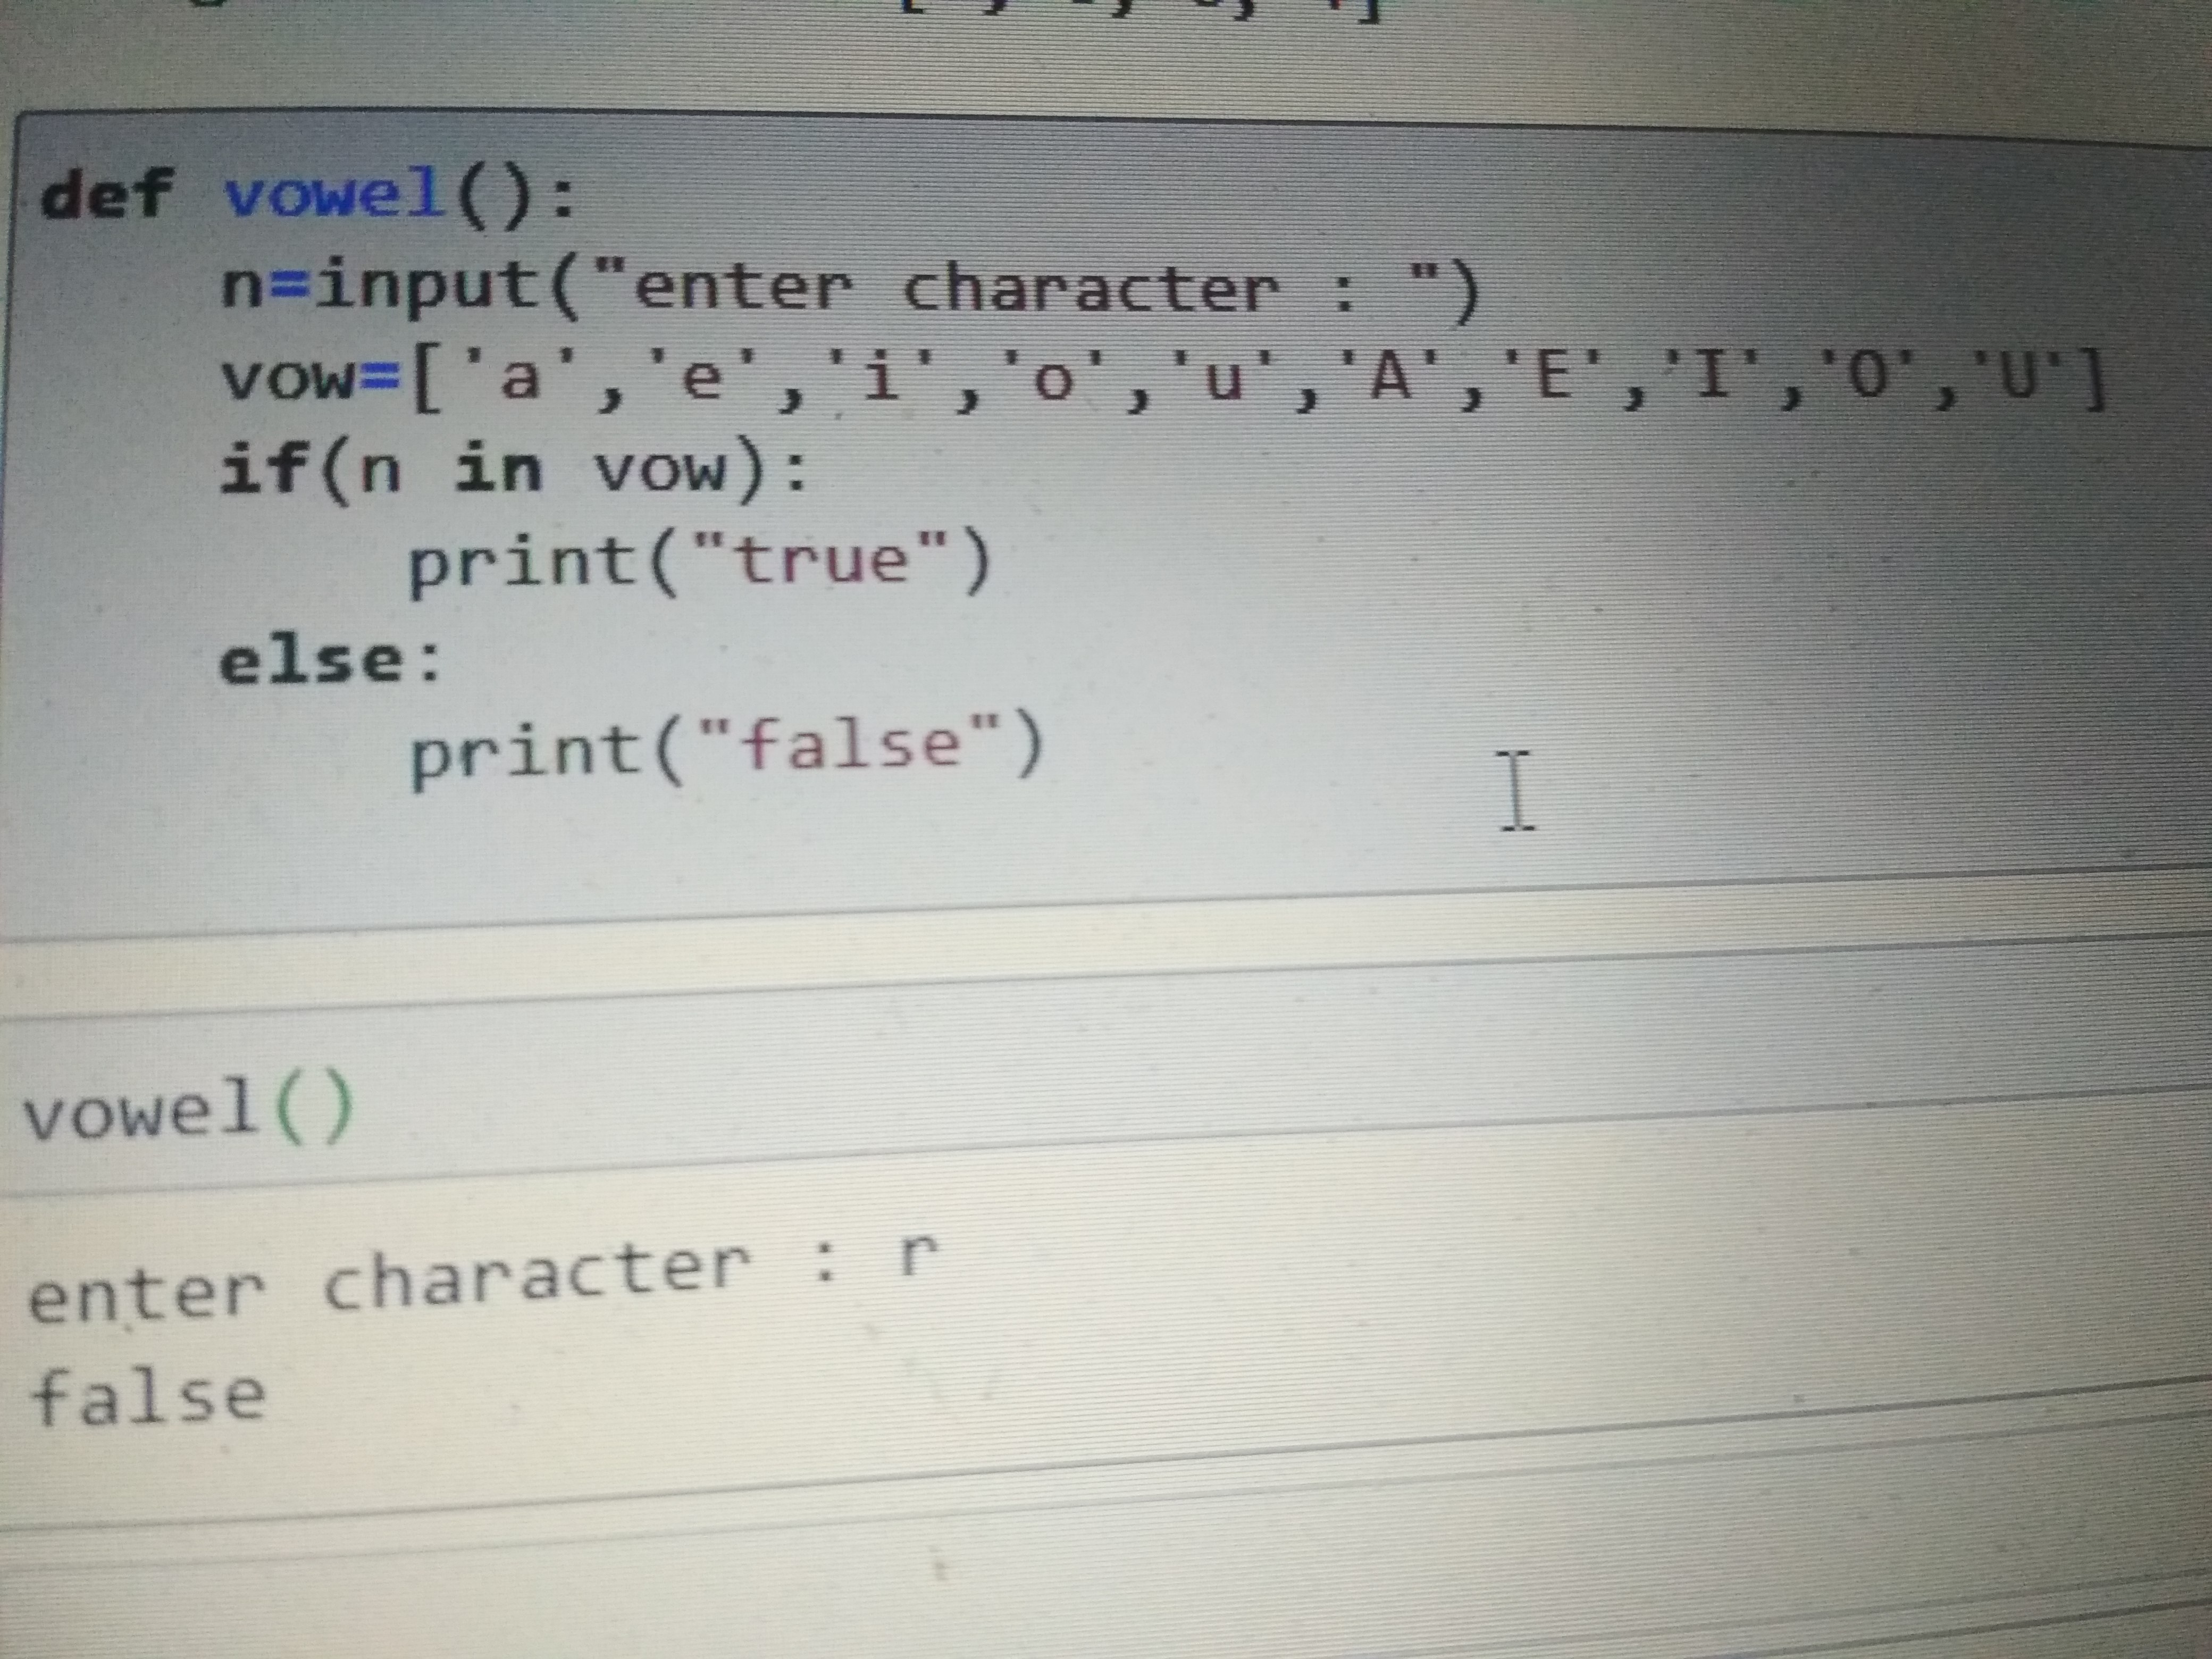 def vowel():
    n=input("enter character : ")
    vow=['a','e','i','o','u','A','E','I','O','U']
    if(n in vow):
        print("true")
    else:
        print("false")
vowel()
enter character : r
false